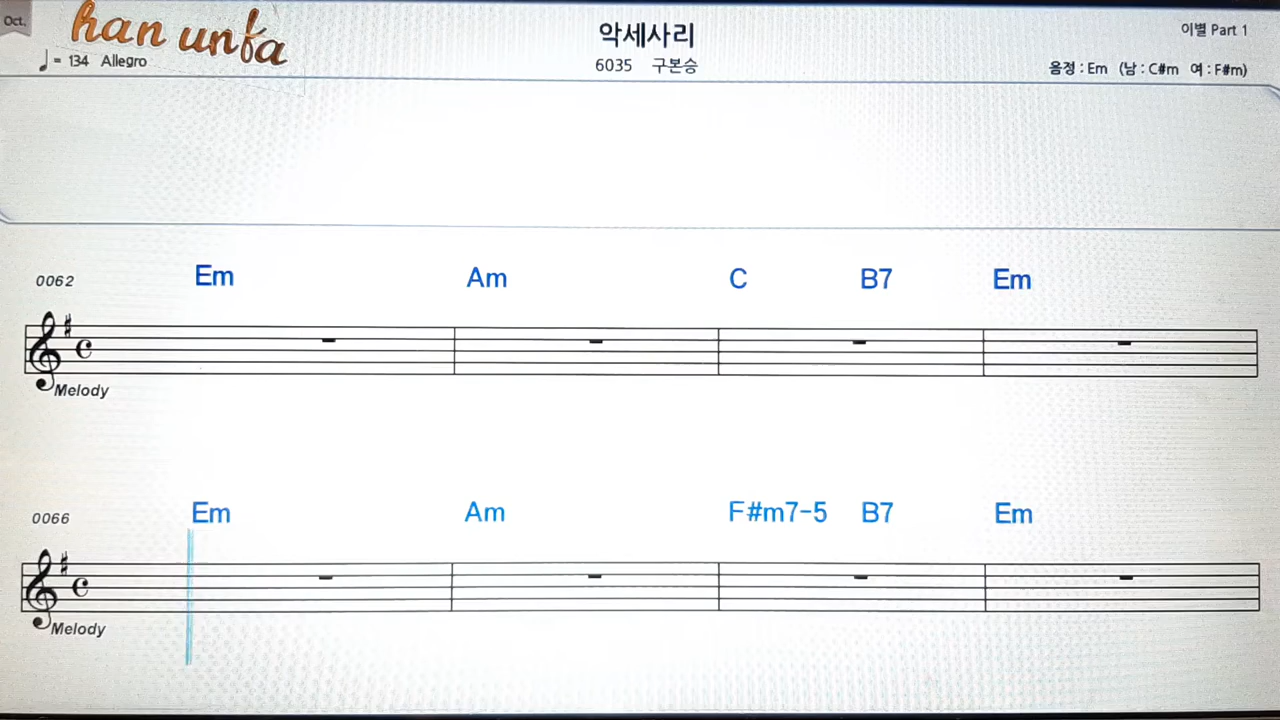 Oct.
han unfa
악세사리
이별 Part 1
♩ = 134 Allegro
6035 구본승
음정 : Em (남 : C#m 여 : F#m)
0062 Em Am C B7 Em
Melody
0066 Em Am F#m7-5 B7 Em
Melody